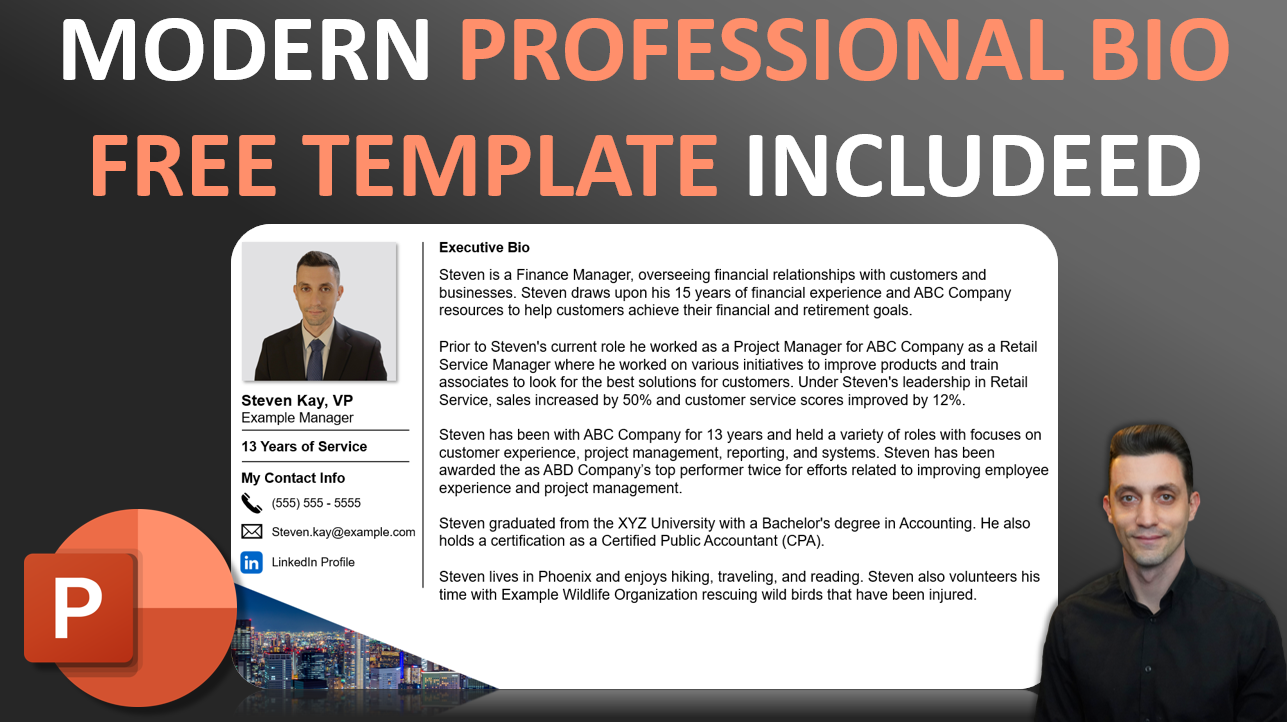 MODERN PROFESSIONAL BIO
FREE TEMPLATE INCLUDEED
Steven Kay, VP
Example Manager
13 Years of Service
My Contact Info
(555) 555 - 5555
Steven.kay@example.com
in
LinkedIn Profile
Executive Bio
Steven is a Finance Manager, overseeing financial relationships with customers and
businesses. Steven draws upon his 15 years of financial experience and ABC Company
resources to help customers achieve their financial and retirement goals.
Prior to Steven's current role he worked as a Project Manager for ABC Company as a Retail
Service Manager where he worked on various initiatives to improve products and train
associates to look for the best solutions for customers. Under Steven's leadership in Retail
Service, sales increased by 50% and customer service scores improved by 12%.
Steven has been with ABC Company for 13 years and held a variety of roles with focuses on
customer experience, project management, reporting, and systems. Steven has been
awarded the as ABD Company's top performer twice for efforts related to improving employee
experience and project management.
Steven graduated from the XYZ University with a Bachelor's degree in Accounting. He also
holds a certification as a Certified Public Accountant (CPA).
Steven lives in Phoenix and enjoys hiking, traveling, and reading. Steven also volunteers his
time with Example Wildlife Organization rescuing wild birds that have been injured.
P